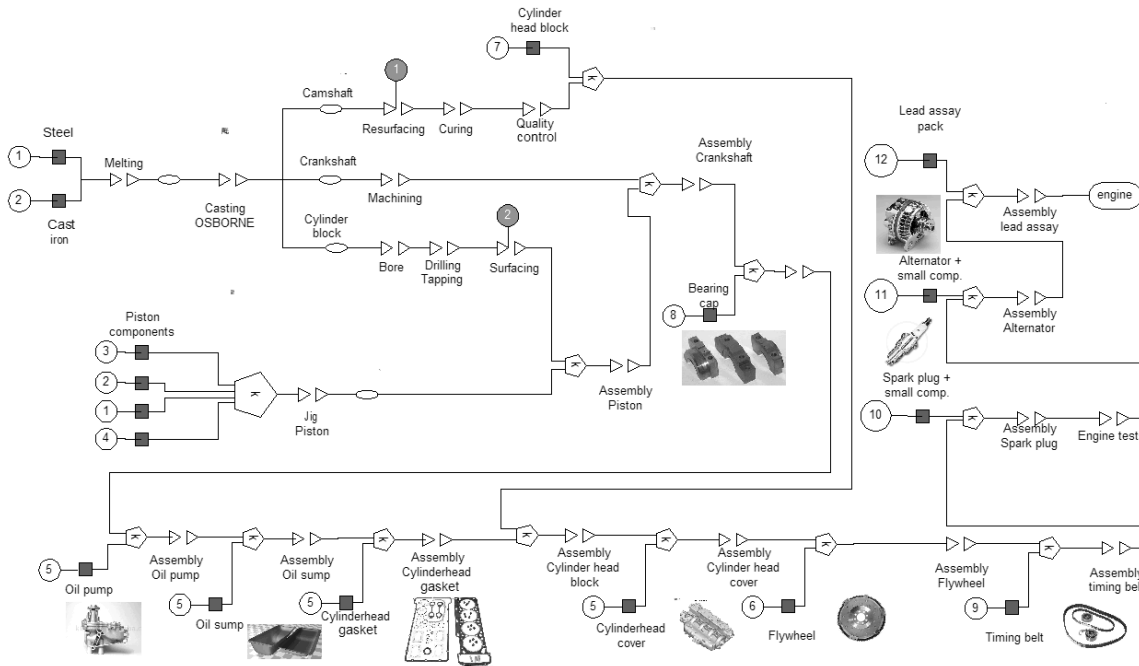 Cylinder
head block
7
k
1
Camshaft
Resurfacing
Curing
Quality
control
Steel
1
Melting
2
Cast
iron
Casting
OSBORNE
Crankshaft
Machining
k
Assembly
Crankshaft
Cylinder
block
2
Bore
Drilling
Tapping
Surfacing
k
Bearing
cap
8
Piston
components
3
2
1
4
k
Jig
Piston
k
Assembly
Piston
Lead assay
pack
12
k
Assembly
lead assay
engine
Alternator +
small comp.
11
k
Assembly
Alternator
Spark plug +
small comp.
10
k
Assembly
Spark plug
Engine test
k
Assembly
Oil pump
k
Assembly
Oil sump
k
Assembly
Cylinderhead
gasket
k
Assembly
Cylinder head
block
k
Assembly
Cylinder head
cover
k
Assembly
Flywheel
k
Assembly
timing bel
5
Oil pump
5
Oil sump
5
Cylinderhead
gasket
5
Cylinderhead
cover
6
Flywheel
9
Timing belt